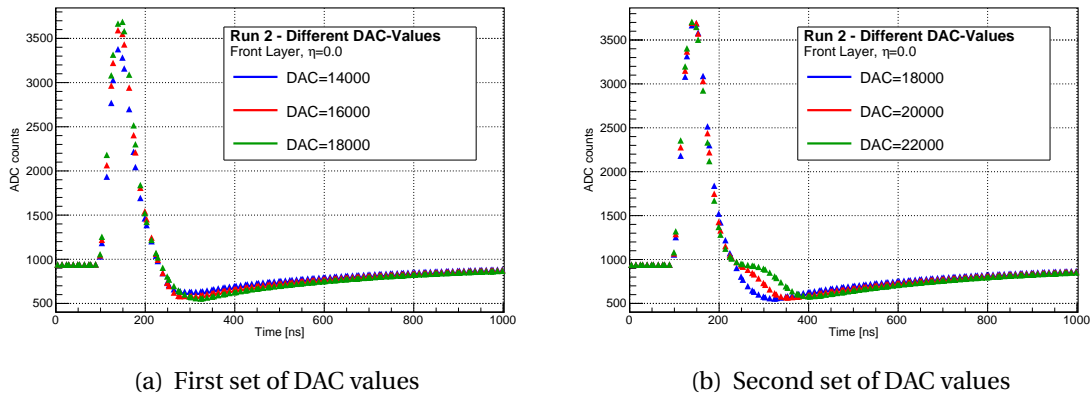 ADC counts
3500
3000
2500
2000
1500
1000
500
0
200
400
600
800
1000
Time [ns]
Run 2 - Different DAC-Values
Front Layer, η=0.0
DAC=14000
DAC=16000
DAC=18000
(a) First set of DAC values
ADC counts
3500
3000
2500
2000
1500
1000
500
0
200
400
600
800
1000
Time [ns]
Run 2 - Different DAC-Values
Front Layer, η=0.0
DAC=18000
DAC=20000
DAC=22000
(b) Second set of DAC values